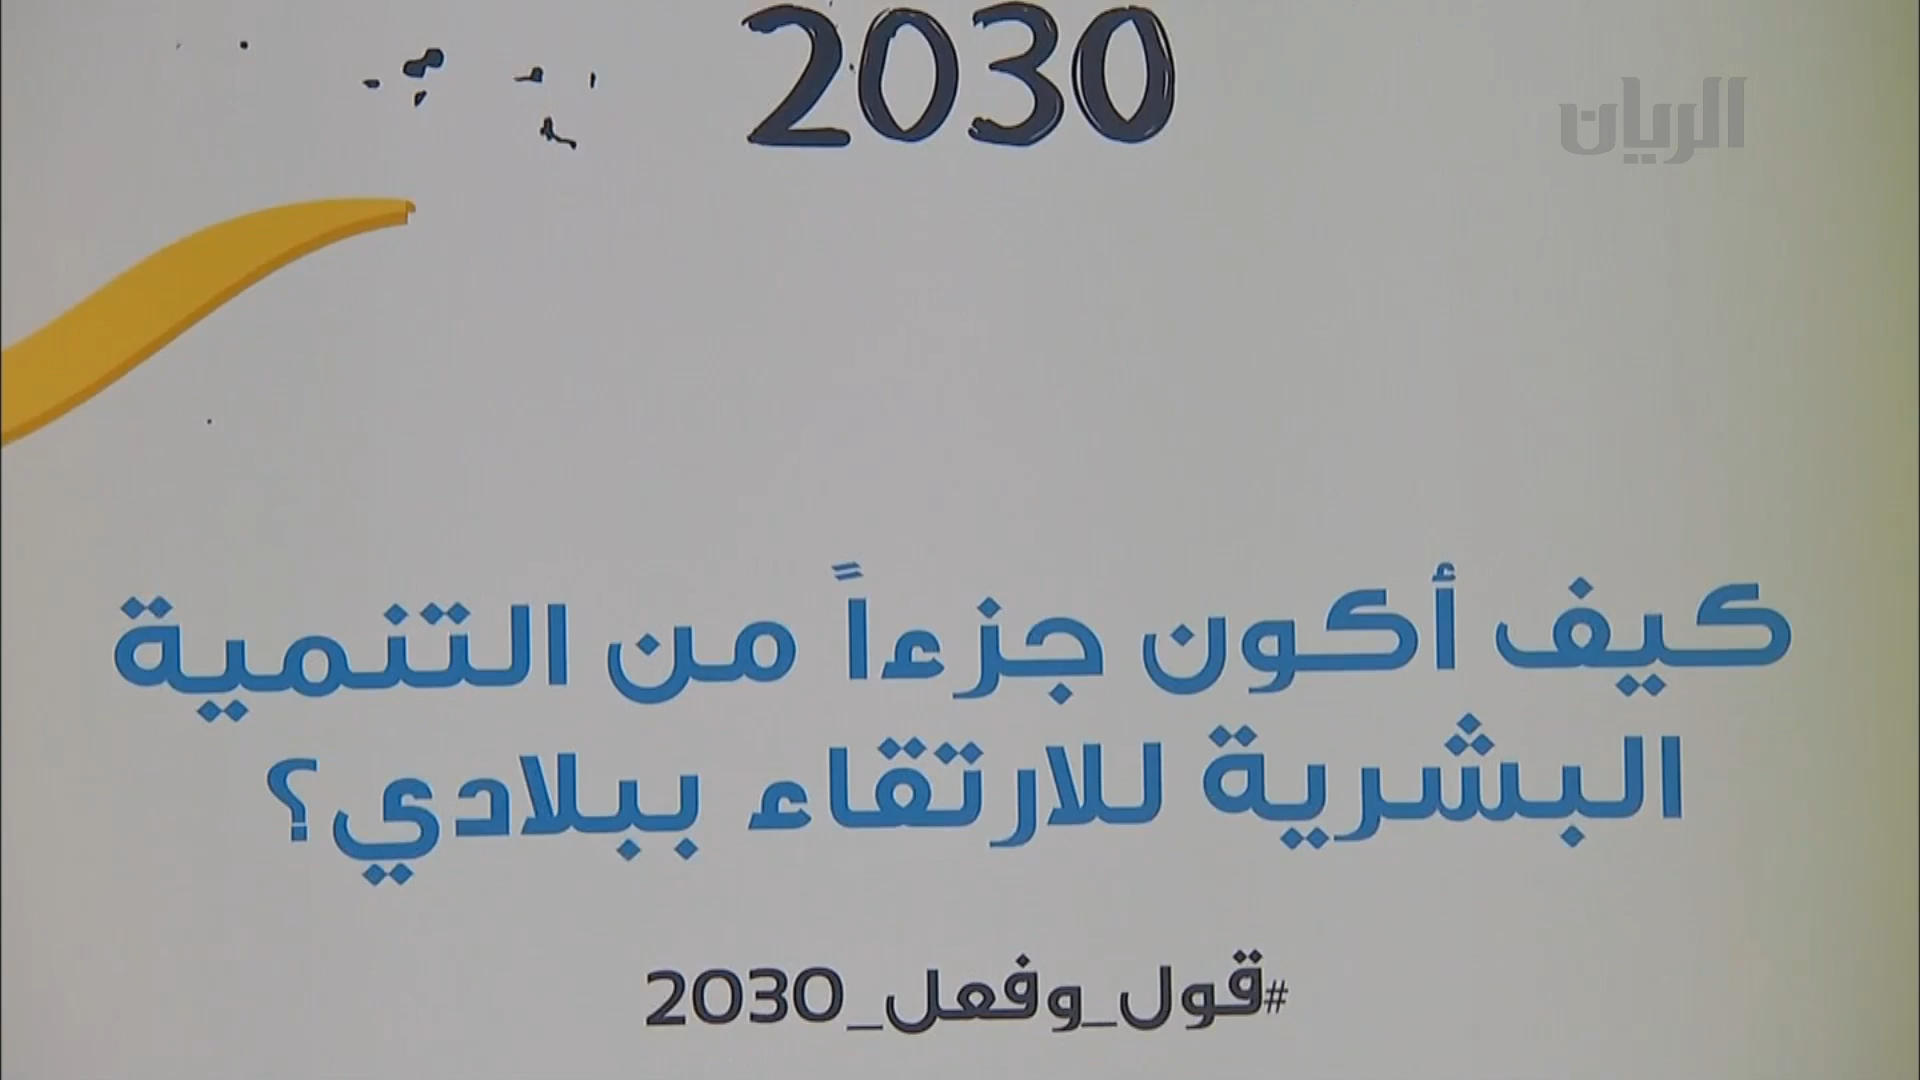 2030
الريان
كيف أكون جزءاً من التنمية
البشرية للارتقاء ببلادي؟
#قول_وفعل_2030